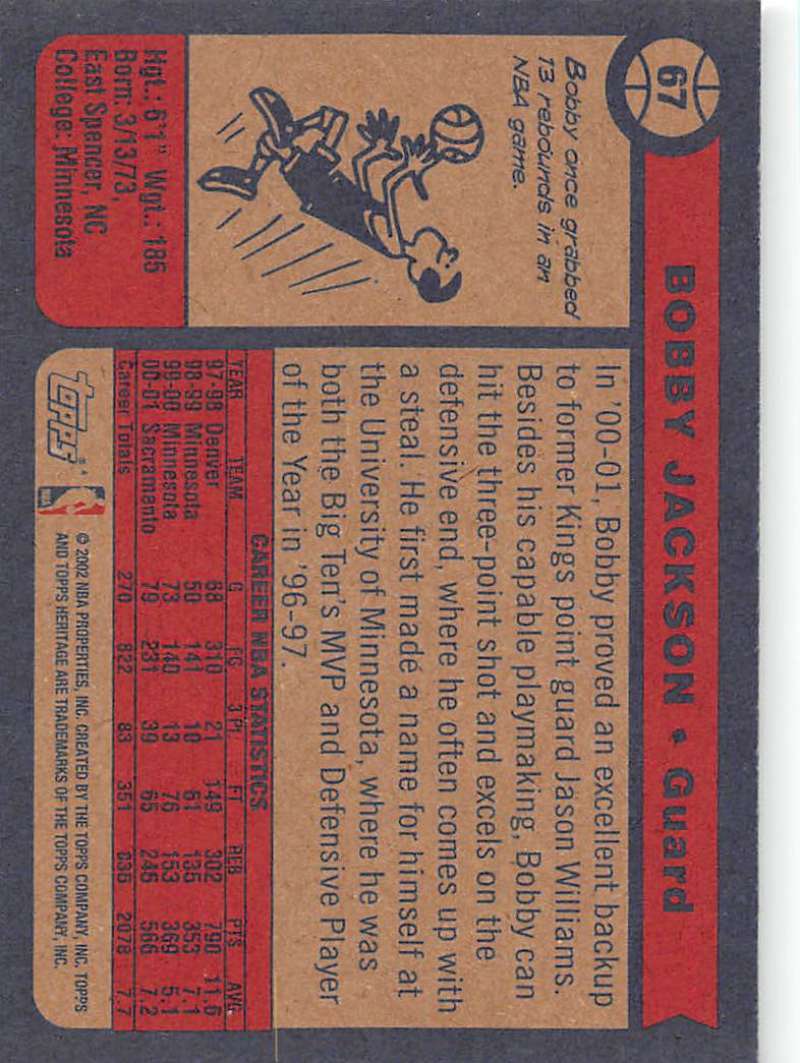 67
BOBBY JACKSON • Guard
Bobby once grabbed
13 rebounds in an
NBA game.
Hgt.: 6'1" Wgt.: 185
Born: 3/13/73,
East Spencer, NC
College: Minnesota
In '00-01, Bobby proved an excellent backup
to former Kings point guard Jason Williams.
Besides his capable playmaking, Bobby can
hit the three-point shot and excels on the
defensive end, where he often comes up with
a steal. He first made a name for himself at
the University of Minnesota, where he was
both the Big Ten's MVP and Defensive Player
of the Year in '96-97.
CAREER NBA STATISTICS
YEAR TEAM G FG 3 Pt FT REB PTS AVG
97-98 Denver 68 310 21 149 302 790 11.6
98-99 Minnesota 50 141 10 61 135 353 7.1
99-00 Minnesota 73 140 13 76 153 369 5.1
00-01 Sacramento 79 231 39 65 245 566 7.2
Career Totals 270 822 83 351 835 2078 7.7
Topps®
© 2002 NBA PROPERTIES, INC. CREATED BY THE TOPPS COMPANY, INC. TOPPS
AND TOPPS HERITAGE ARE TRADEMARKS OF THE TOPPS COMPANY, INC.